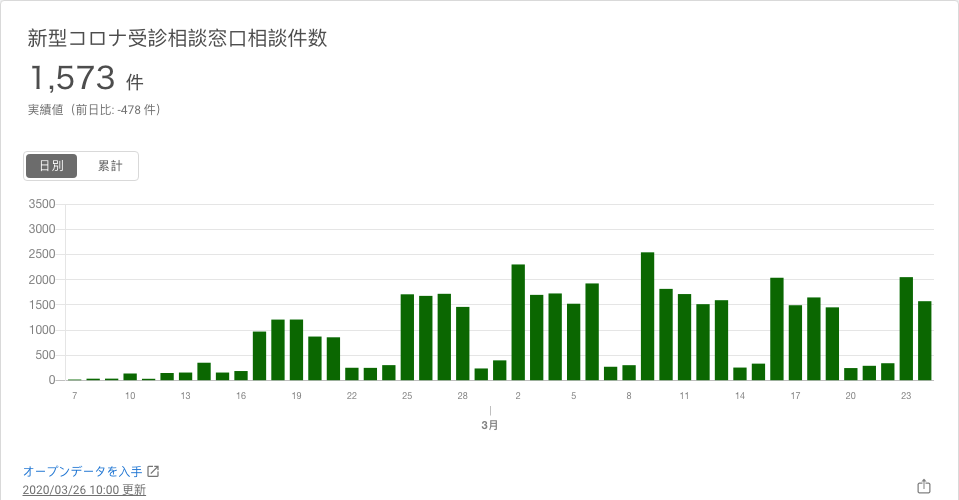 新型コロナ受診相談窓口相談件数
1,573 件
実績値（前日比: -478 件）
日別 累計
3500
3000
2500
2000
1500
1000
500
0
7 10 13 16 19 22 25 28 2 5 8 11 14 17 20 23
3月
オープンデータを入手
2020/03/26 10:00 更新